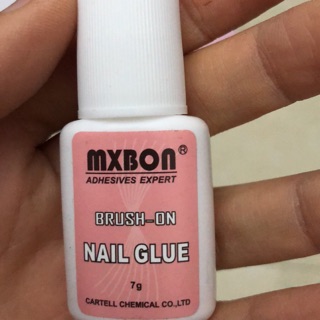 MXBON®
ADHESIVES EXPERT
BRUSH-ON
NAIL GLUE
7g
CARTELL CHEMICAL CO.,LTD